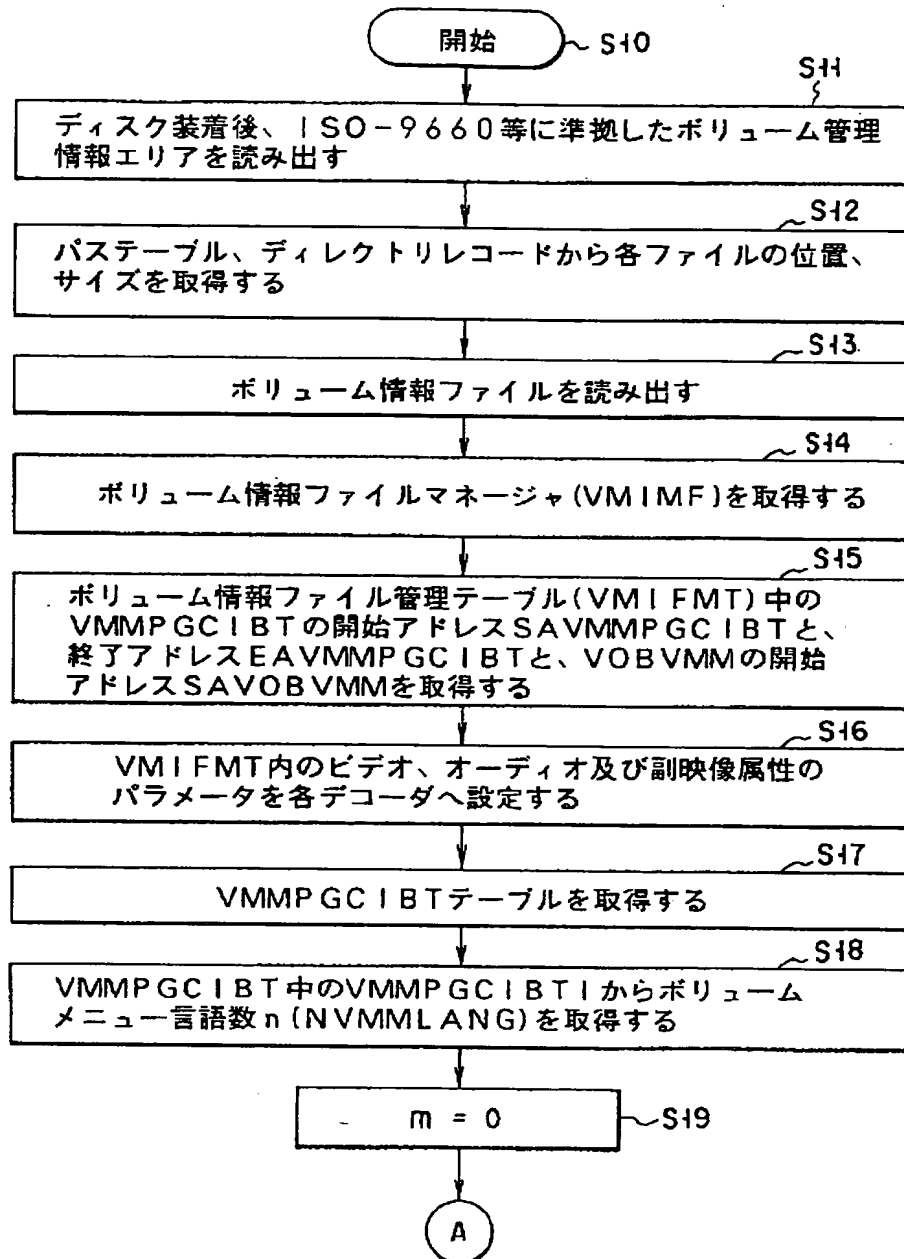 開始
S10
S11
ディスク装着後、ISO-9660等に準拠したボリューム管理
情報エリアを読み出す
S12
パステーブル、ディレクトリレコードから各ファイルの位置、
サイズを取得する
S13
ボリューム情報ファイルを読み出す
S14
ボリューム情報ファイルマネージャ(VMIMF)を取得する
S15
ボリューム情報ファイル管理テーブル(VMIFMT)中の
VMMPGCIBTの開始アドレスSAVMMPGCIBTと、
終了アドレスEAVMMPGCIBTと、VOBVMMの開始
アドレスSAVOBVMMを取得する
S16
VMIFMT内のビデオ、オーディオ及び副映像属性の
パラメータを各デコーダへ設定する
S17
VMMPGCIBTテーブルを取得する
S18
VMMPGCIBT中のVMMPGCIBTIからボリューム
メニュー言語数n(NVMMLANG)を取得する
m = 0
S19
A